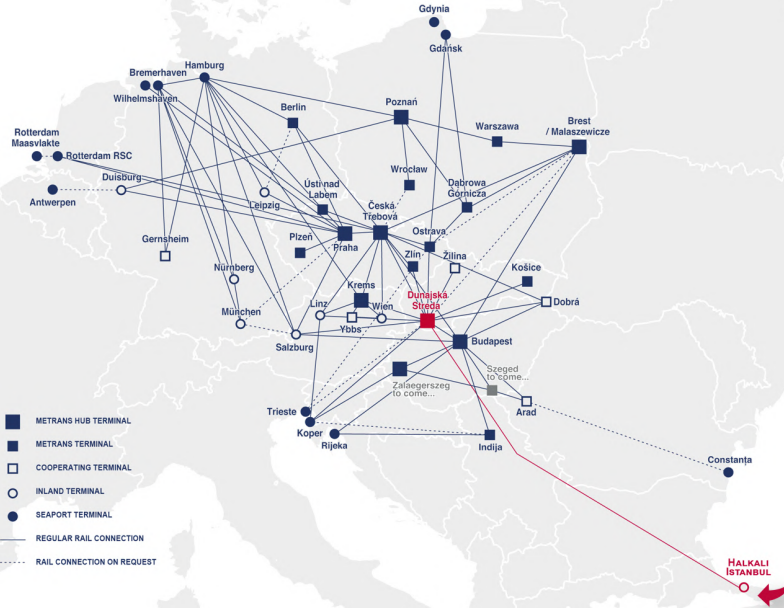 Gdynia
Gdańsk
Hamburg
Bremerhaven
Wilhelmshaven
Berlin
Poznań
Warszawa
Brest
/ Malaszewicze
Rotterdam
Maasvlakte
Rotterdam RSC
Duisburg
Antwerpen
Leipzig
Ústí nad
Labem
Wrocław
Dąbrowa
Górnicza
Česká
Třebová
Gernsheim
Plzeň
Praha
Ostrava
Zlín
Žilina
Košice
Nürnberg
Krems
Dunajská
Streda
Dobrá
München
Linz
Wien
Ybbs
Salzburg
Budapest
Szeged
to come...
Zalaegerszeg
to come...
Arad
Trieste
Koper
Rijeka
Indija
Constanța
METRANS HUB TERMINAL
METRANS TERMINAL
COOPERATING TERMINAL
INLAND TERMINAL
SEAPORT TERMINAL
REGULAR RAIL CONNECTION
RAIL CONNECTION ON REQUEST
HALKALI
İSTANBUL